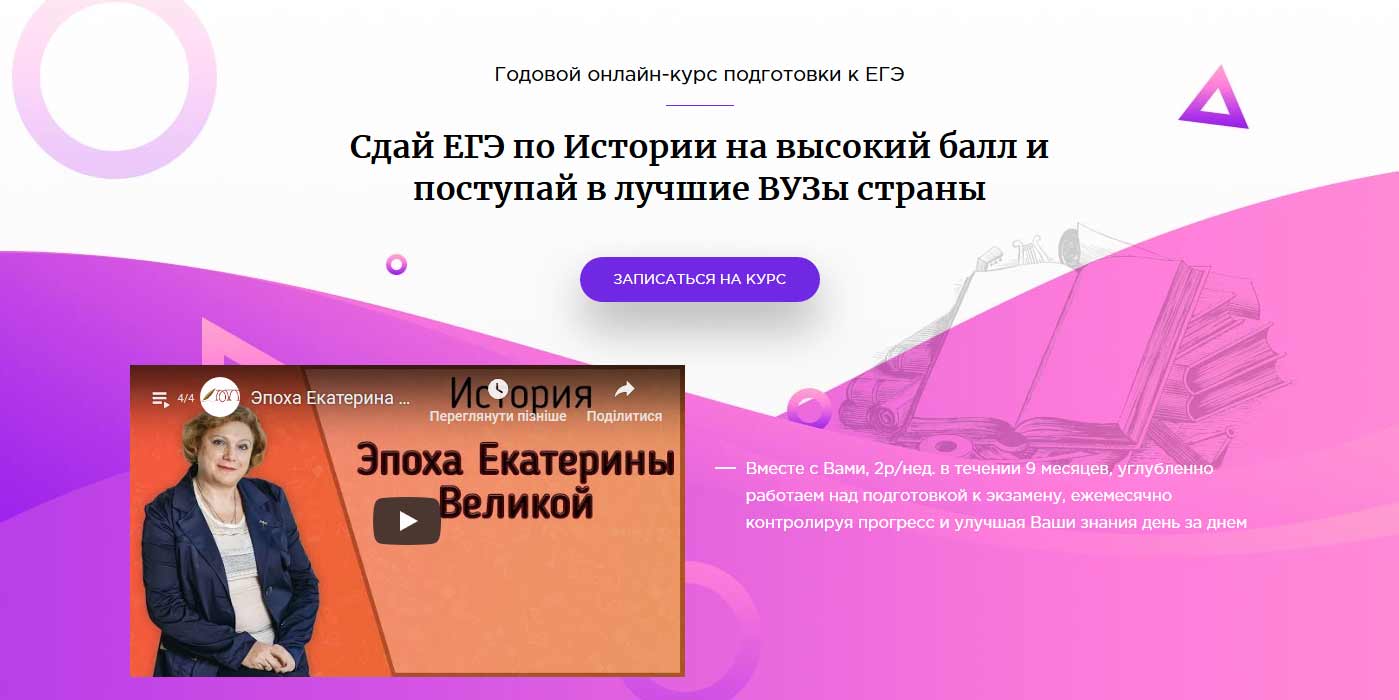 Годовой онлайн-курс подготовки к ЕГЭ
Сдай ЕГЭ по Истории на высокий балл и
поступай в лучшие ВУЗы страны
ЗАПИСАТЬСЯ НА КУРС
4/4
Эпоха Екатерина ...
История
Переглянути пізніше
Поділитися
Эпоха Екатерины
Великой
Вместе с Вами, 2р/нед. в течении 9 месяцев, углубленно
работаем над подготовкой к экзамену, ежемесячно
контролируя прогресс и улучшая Ваши знания день за днем